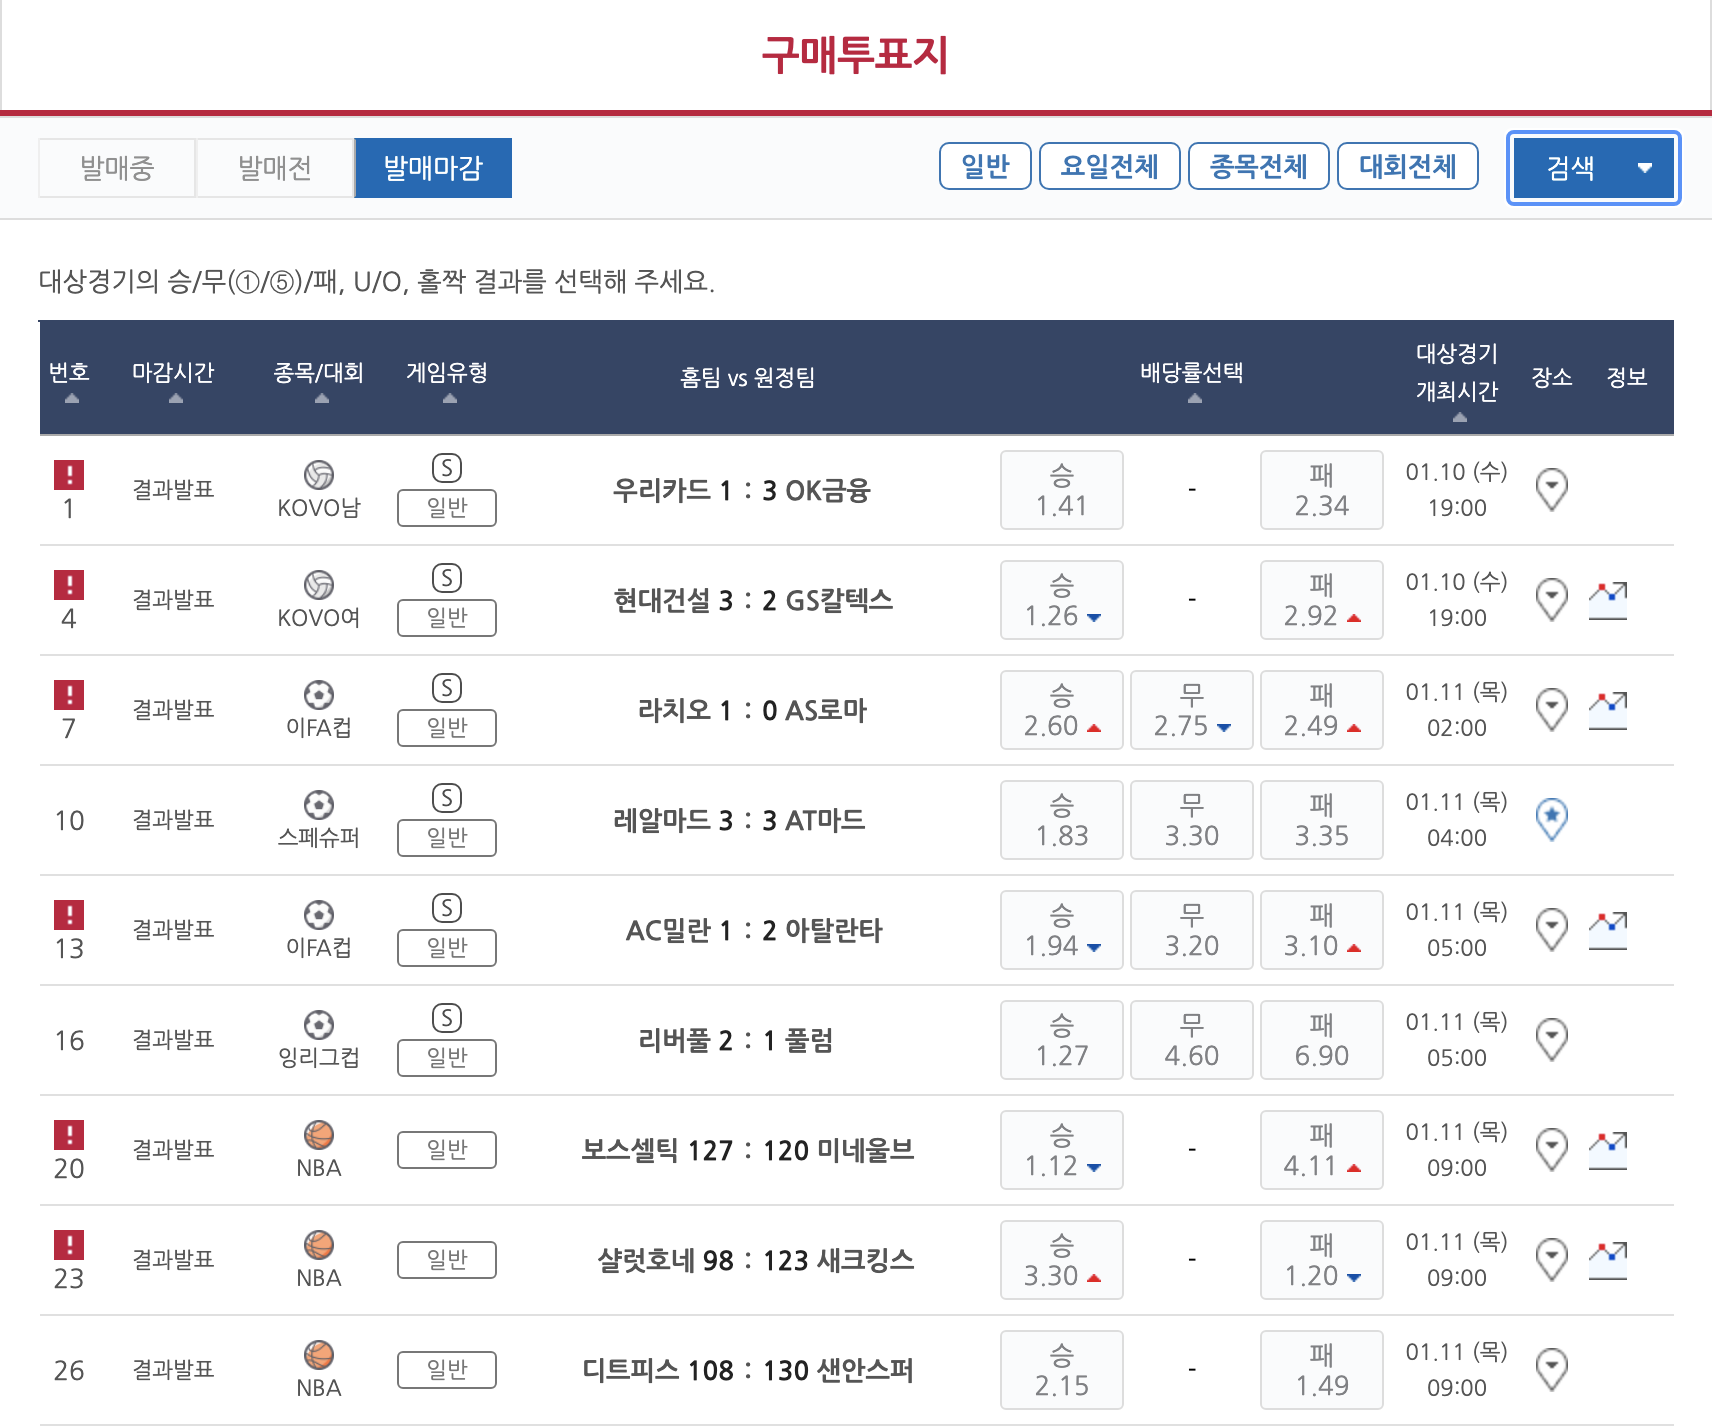 구매투표지
발매중 발매전 발매마감 일반 요일전체 종목전체 대회전체 검색
대상경기의 승/무(①/⑤)/패, U/O, 홀짝 결과를 선택해 주세요.
번호 마감시간 종목/대회 게임유형 홈팀 vs 원정팀 배당률선택 대상경기 개최시간 장소 정보
! 1 결과발표 KOVO남 S 일반 우리카드 1 : 3 OK금융 승 1.41 - 패 2.34 01.10 (수) 19:00
! 4 결과발표 KOVO여 S 일반 현대건설 3 : 2 GS칼텍스 승 1.26 - 패 2.92 01.10 (수) 19:00
! 7 결과발표 이FA컵 S 일반 라치오 1 : 0 AS로마 승 2.60 무 2.75 패 2.49 01.11 (목) 02:00
10 결과발표 스페슈퍼 S 일반 레알마드 3 : 3 AT마드 승 1.83 무 3.30 패 3.35 01.11 (목) 04:00
! 13 결과발표 이FA컵 S 일반 AC밀란 1 : 2 아탈란타 승 1.94 무 3.20 패 3.10 01.11 (목) 05:00
16 결과발표 잉리그컵 S 일반 리버풀 2 : 1 풀럼 승 1.27 무 4.60 패 6.90 01.11 (목) 05:00
! 20 결과발표 NBA 일반 보스셀틱 127 : 120 미네울브 승 1.12 - 패 4.11 01.11 (목) 09:00
! 23 결과발표 NBA 일반 샬럿호네 98 : 123 새크킹스 승 3.30 - 패 1.20 01.11 (목) 09:00
26 결과발표 NBA 일반 디트피스 108 : 130 샌안스퍼 승 2.15 - 패 1.49 01.11 (목) 09:00